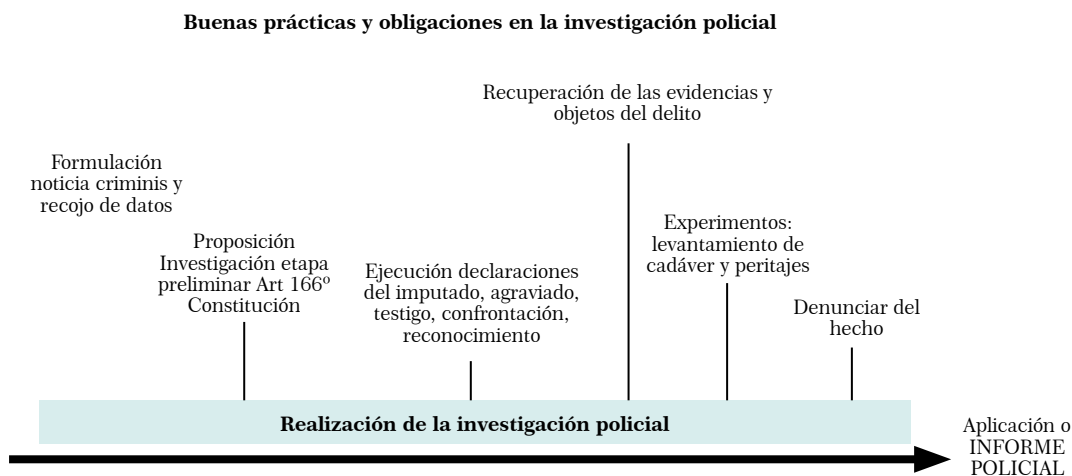 Buenas prácticas y obligaciones en la investigación policial
Recuperación de las evidencias y
objetos del delito
Formulación
noticia criminis y
recojo de datos
Proposición
Investigación etapa
preliminar Art 166º
Constitución
Ejecución declaraciones
del imputado, agraviado,
testigo, confrontación,
reconocimiento
Experimentos:
levantamiento de
cadáver y peritajes
Denunciar del
hecho
Realización de la investigación policial
Aplicación o
INFORME
POLICIAL